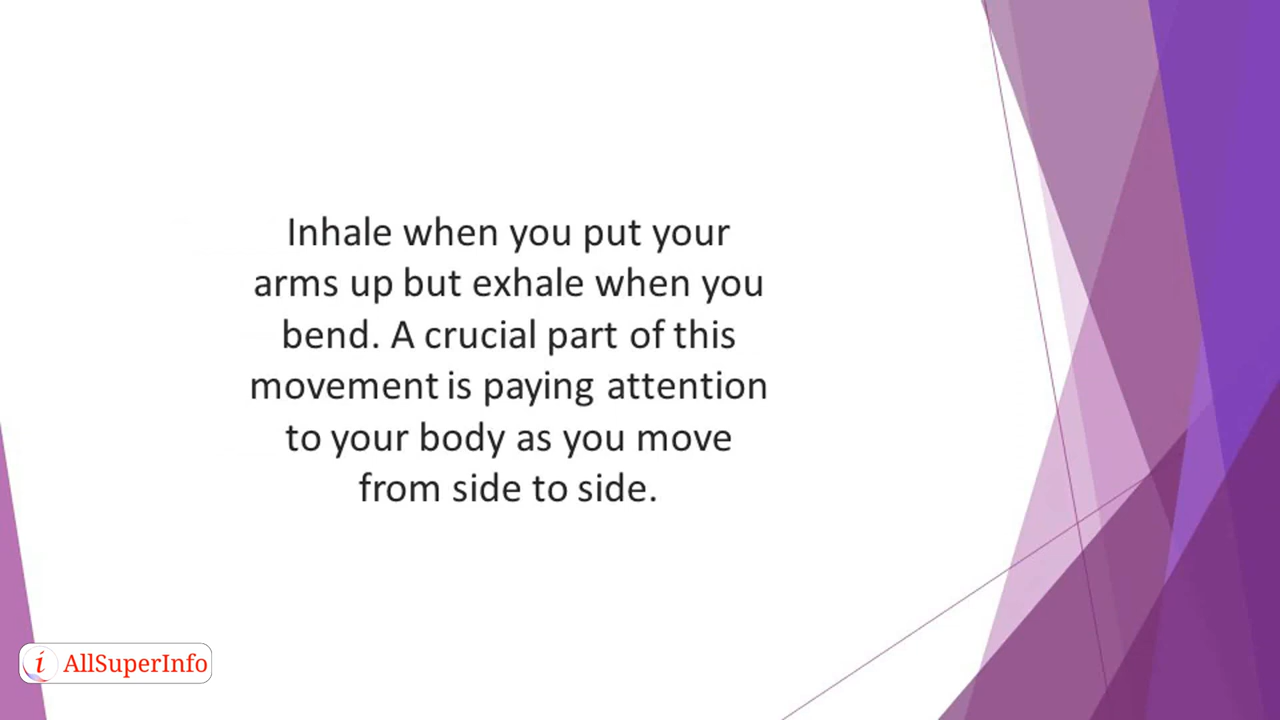 Inhale when you put your
arms up but exhale when you
bend. A crucial part of this
movement is paying attention
to your body as you move
from side to side.
i AllSuperInfo